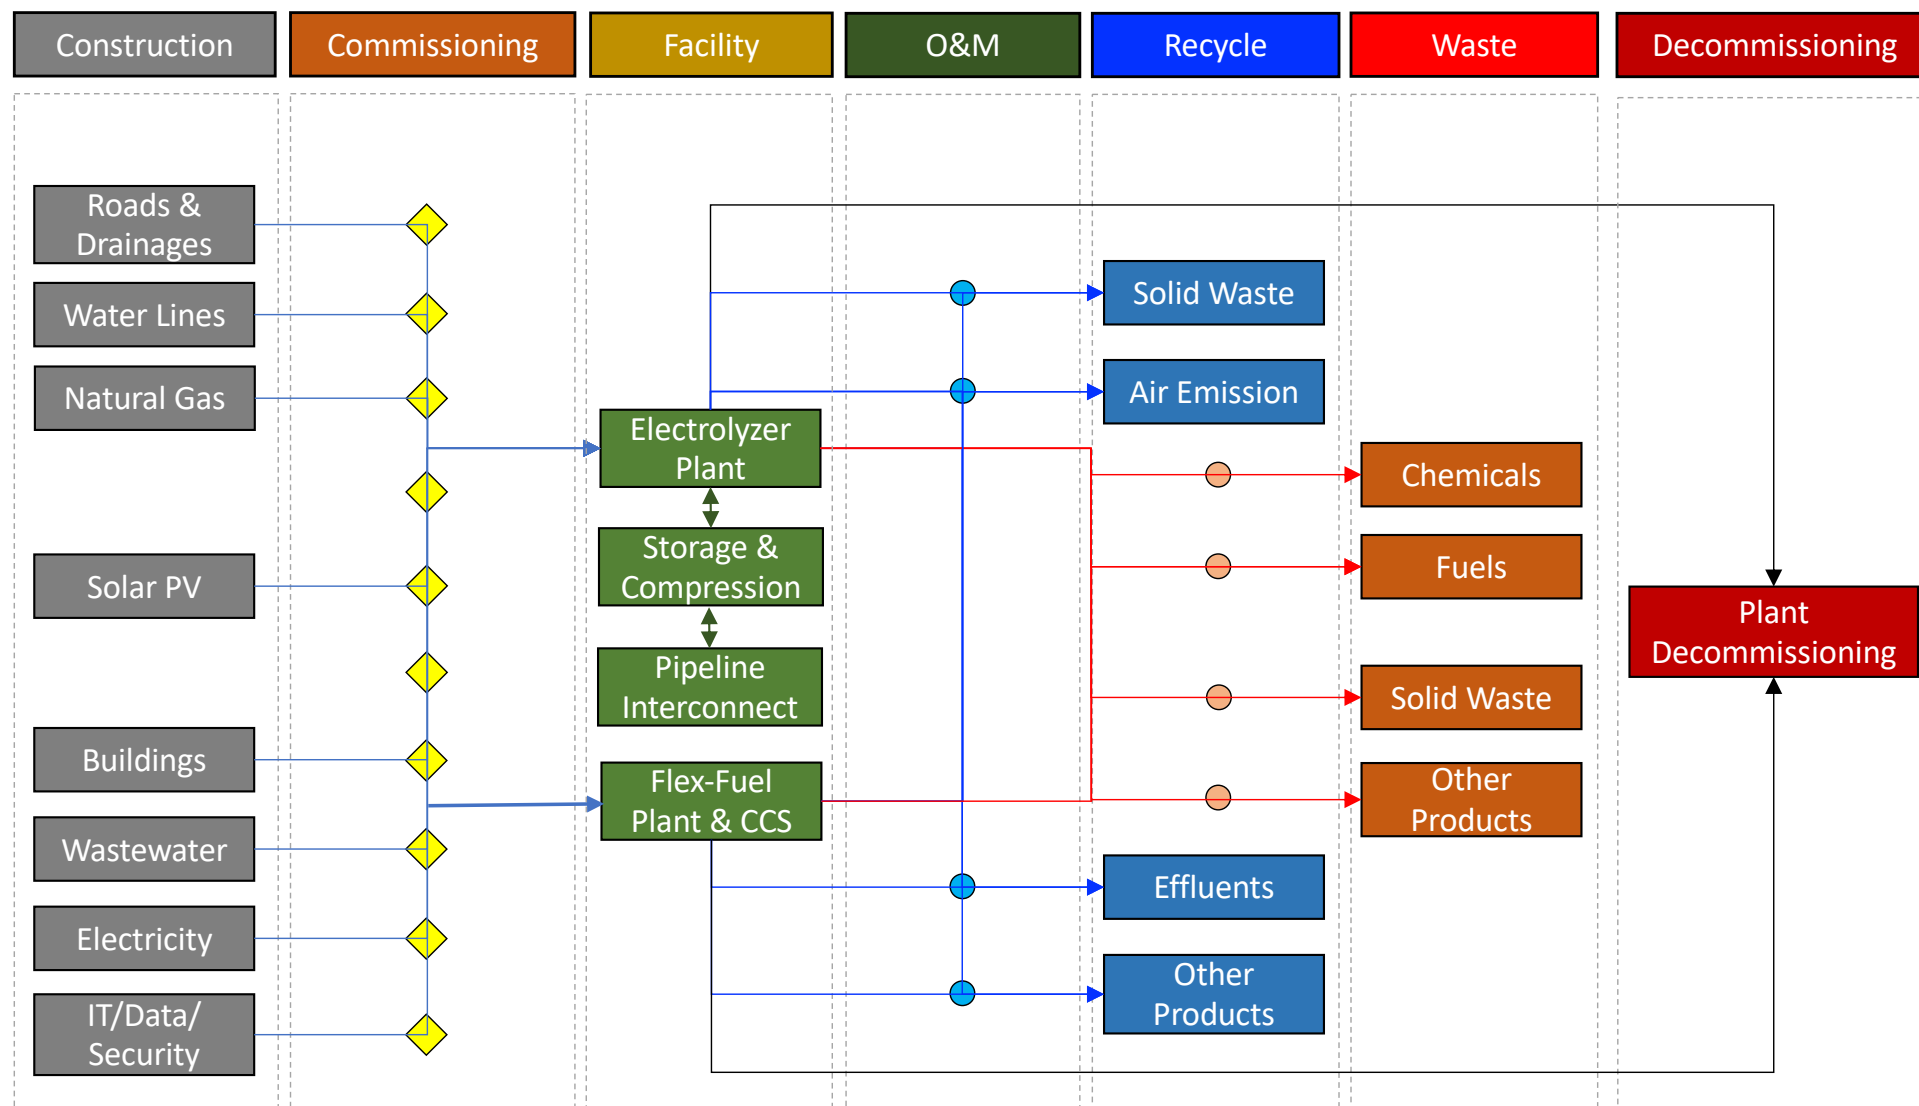 Construction
Commissioning
Facility
O&M
Recycle
Waste
Decommissioning
Roads &
Drainages
Water Lines
Natural Gas
Solar PV
Buildings
Wastewater
Electricity
IT/Data/
Security
Electrolyzer
Plant
Storage &
Compression
Pipeline
Interconnect
Flex-Fuel
Plant & CCS
Solid Waste
Air Emission
Effluents
Other
Products
Chemicals
Fuels
Solid Waste
Other
Products
Plant
Decommissioning